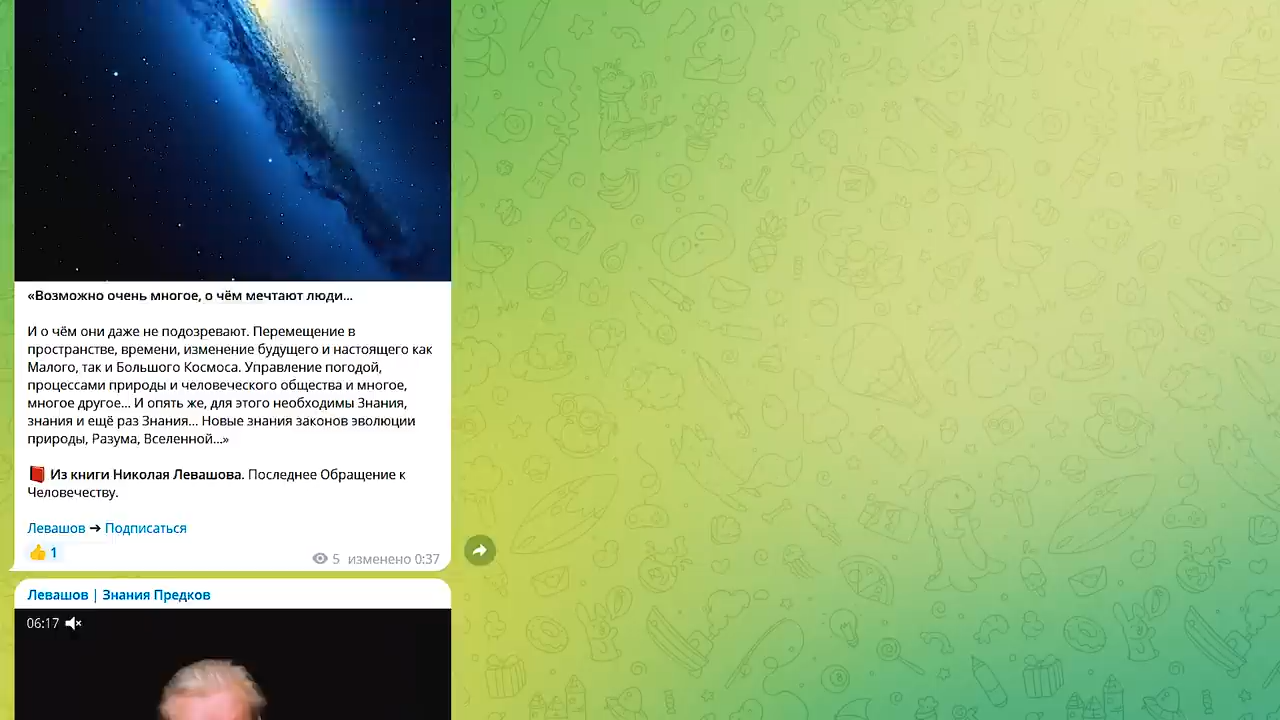 «Возможно очень многое, о чём мечтают люди...
И о чём они даже не подозревают. Перемещение в
пространстве, времени, изменение будущего и настоящего как
Малого, так и Большого Космоса. Управление погодой,
процессами природы и человеческого общества и многое,
многое другое... И опять же, для этого необходимы Знания,
знания и ещё раз Знания... Новые знания законов эволюции
природы, Разума, Вселенной...»
Из книги Николая Левашова. Последнее Обращение к
Человечеству.
Левашов ➔ Подписаться
1
5 изменено 0:37
Левашов | Знания Предков
06:17